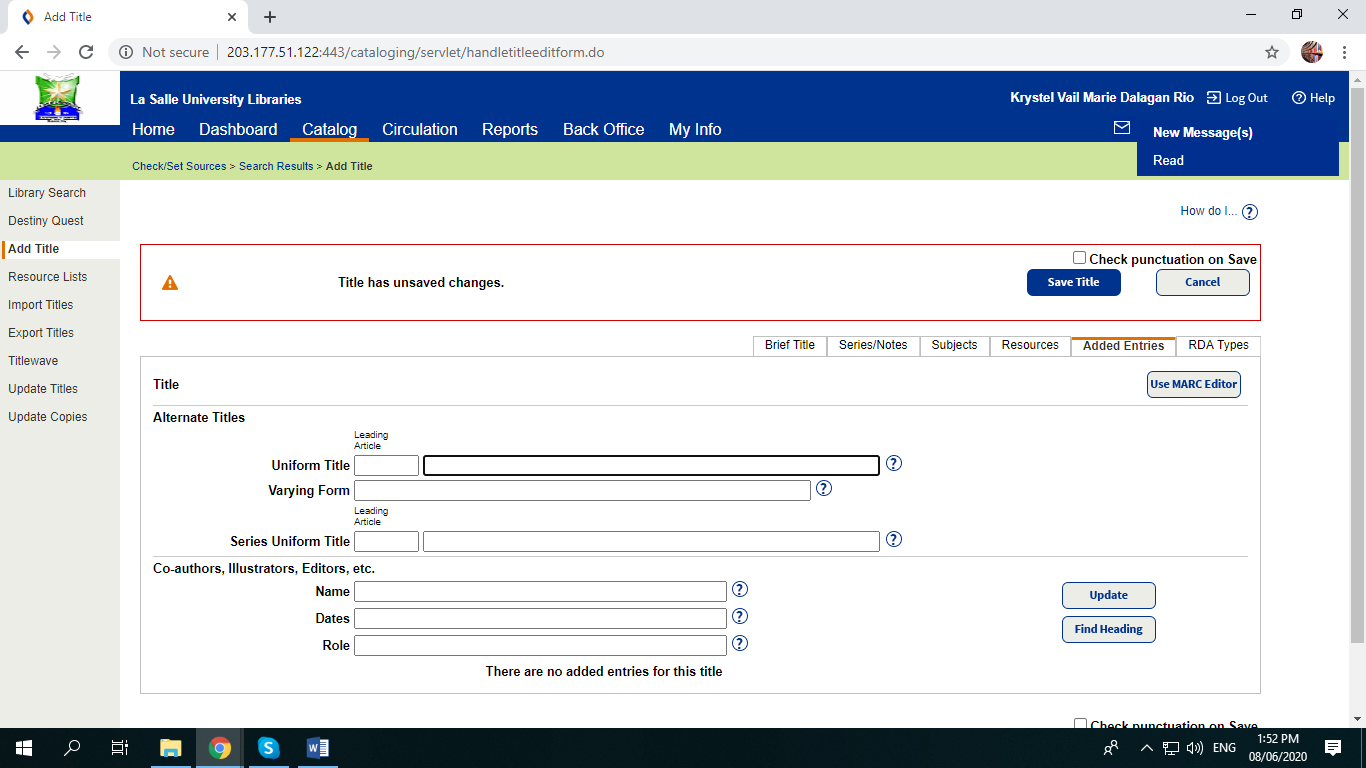 Add Title
Not secure 203.177.51.122:443/cataloging/servlet/handletitleeditform.do
La Salle University Libraries
Krystel Vail Marie Dalagan Rio Log Out Help
Home Dashboard Catalog Circulation Reports Back Office My Info
New Message(s)
Read
Check/Set Sources > Search Results > Add Title
Library Search
Destiny Quest
Add Title
Resource Lists
Import Titles
Export Titles
Titlewave
Update Titles
Update Copies
How do I... ?
Check punctuation on Save
Title has unsaved changes.
Save Title Cancel
Brief Title Series/Notes Subjects Resources Added Entries RDA Types
Title Use MARC Editor
Alternate Titles
Leading
Article
Uniform Title ?
Varying Form ?
Leading
Article
Series Uniform Title ?
Co-authors, Illustrators, Editors, etc.
Name ? Update
Dates ?
Find Heading
Role ?
There are no added entries for this title
Check punctuation on Save
ENG
1:52 PM
08/06/2020